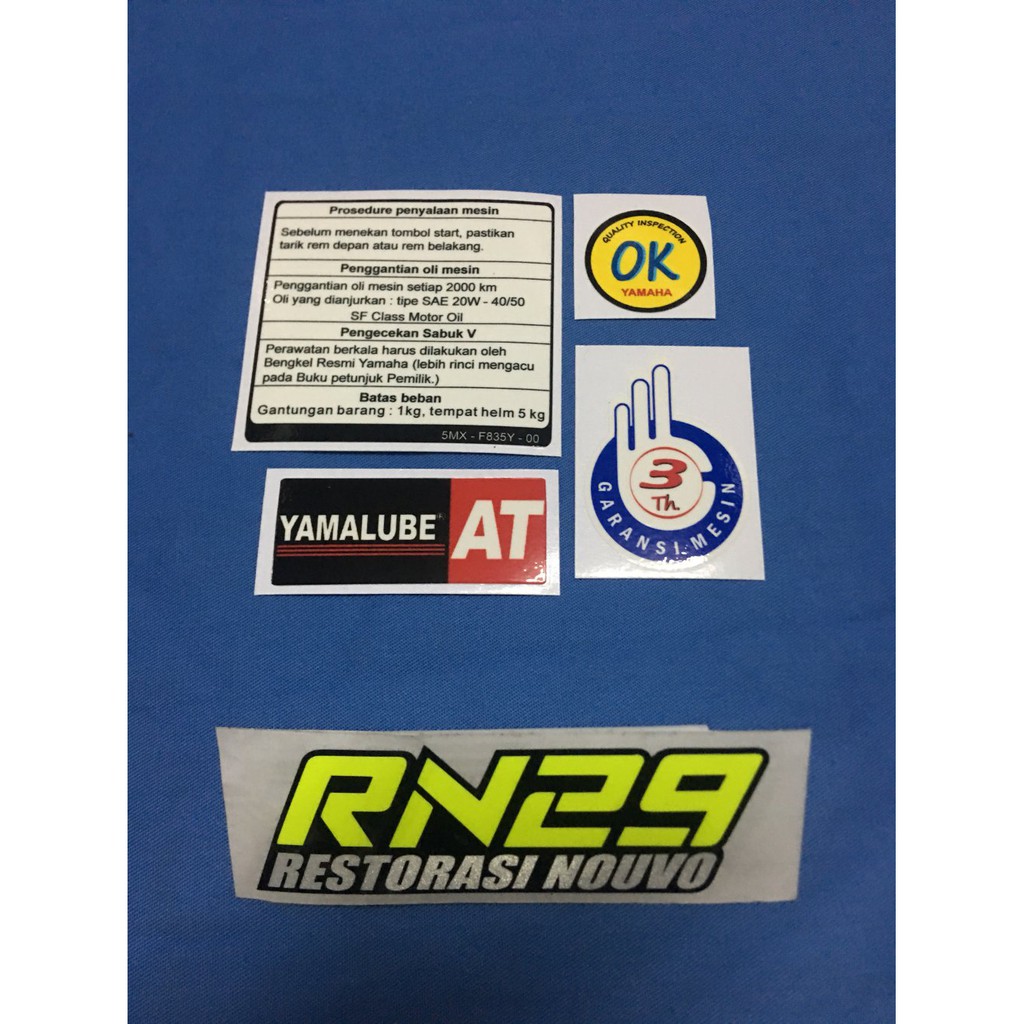 Prosedure penyalaan mesin
Sebelum menekan tombol start, pastikan
tarik rem depan atau rem belakang.
Penggantian oli mesin
Penggantian oli mesin setiap 2000 km
Oli yang dianjurkan : tipe SAE 20W - 40/50
SF Class Motor Oil
Pengecekan Sabuk V
Perawatan berkala harus dilakukan oleh
Bengkel Resmi Yamaha (lebih rinci mengacu
pada Buku petunjuk Pemilik.)
Batas beban
Gantungan barang : 1kg, tempat helm 5 kg
5MX - F835Y - 00
QUALITY INSPECTION
OK
YAMAHA
3
Th.
GARANSI MESIN
YAMALUBE® AT
RN29
RESTORASI NOUVO